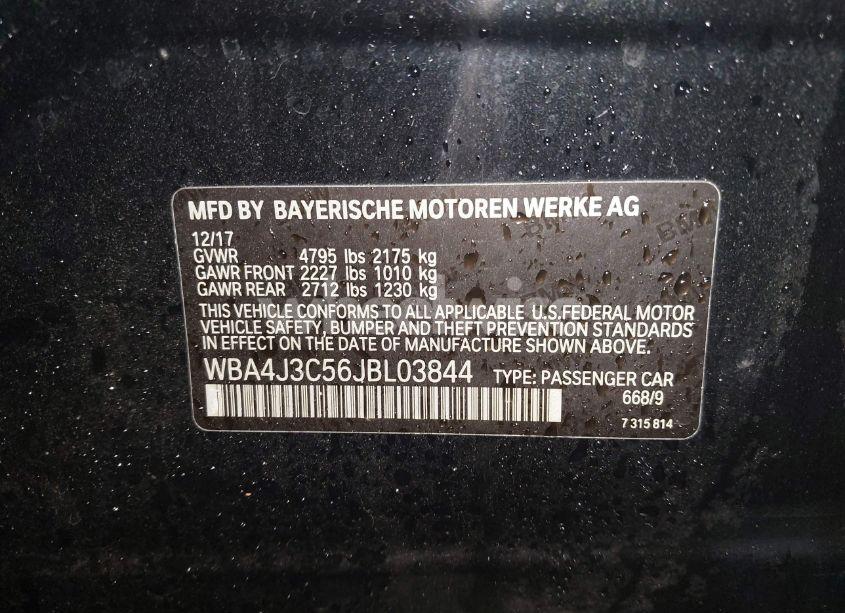 MFD BY BAYERISCHE MOTOREN WERKE AG
12/17
GVWR 4795 lbs 2175 kg
GAWR FRONT 2227 lbs 1010 kg
GAWR REAR 2712 lbs 1230 kg
THIS VEHICLE CONFORMS TO ALL APPLICABLE U.S.FEDERAL MOTOR
VEHICLE SAFETY, BUMPER AND THEFT PREVENTION STANDARDS
IN EFFECT ON THE DATE OF MANUFACTURE SHOWN ABOVE.
WBA4J3C56JBL03844 TYPE: PASSENGER CAR
668/9
7 315 814